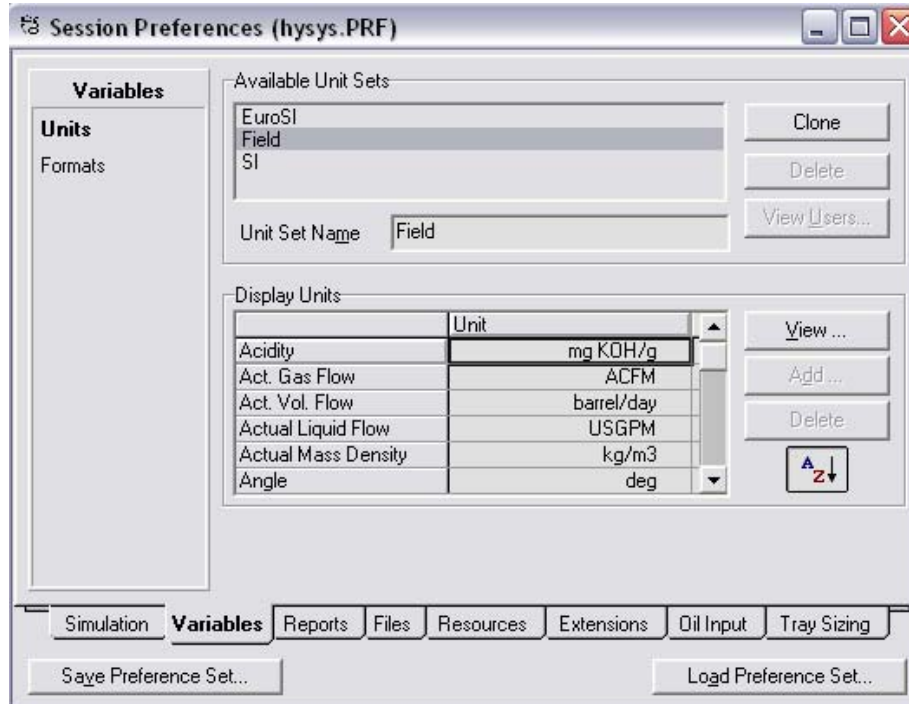 Session Preferences (hysys.PRF)
Variables
Units
Formats
Available Unit Sets
EuroSI
Field
SI
Clone
Delete
View Users...
Unit Set Name Field
Display Units
Unit
Acidity mg KOH/g
Act. Gas Flow ACFM
Act. Vol. Flow barrel/day
Actual Liquid Flow USGPM
Actual Mass Density kg/m3
Angle deg
View ...
Add ...
Delete
AZ
Simulation Variables Reports Files Resources Extensions Oil Input Tray Sizing
Save Preference Set... Load Preference Set...